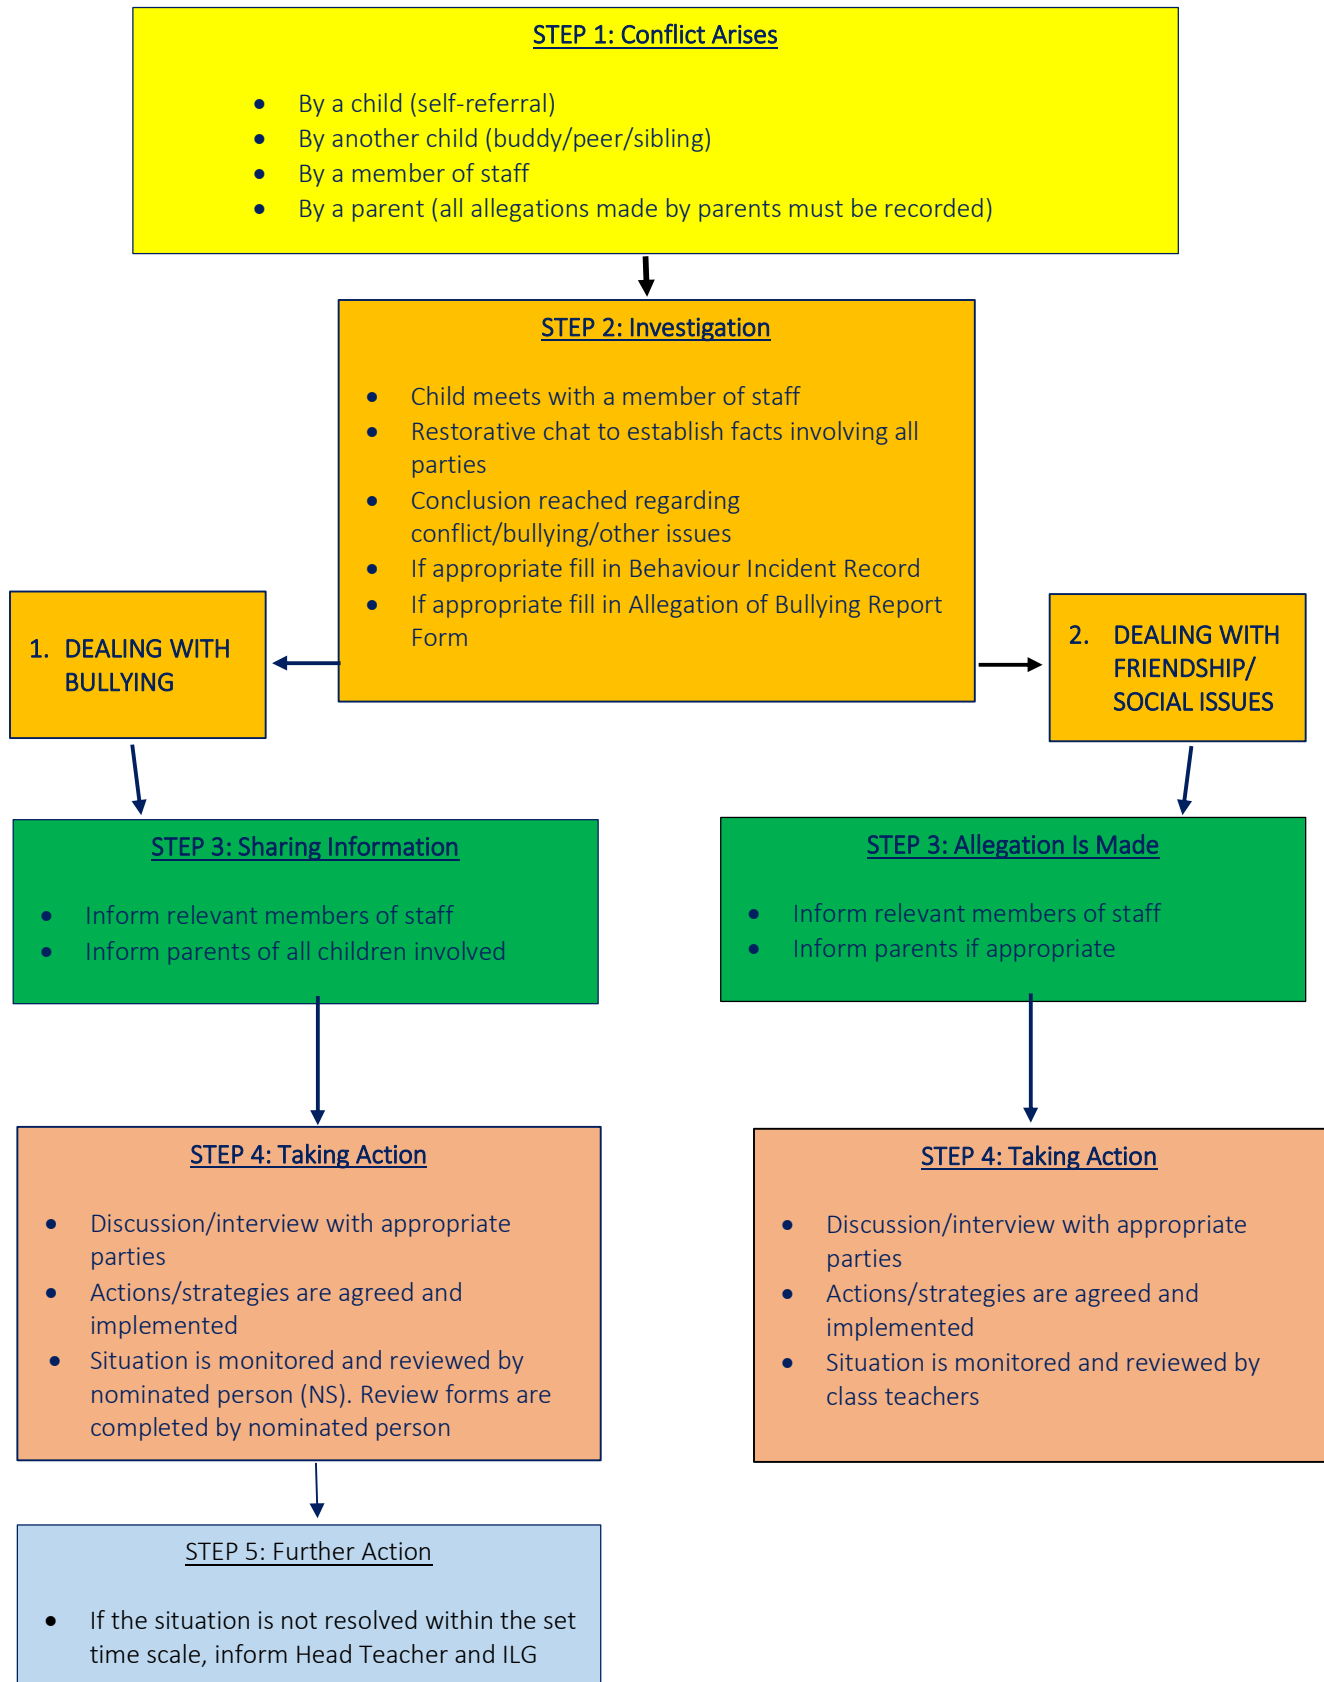 STEP 1: Conflict Arises
• By a child (self-referral)
• By another child (buddy/peer/sibling)
• By a member of staff
• By a parent (all allegations made by parents must be recorded)
STEP 2: Investigation
• Child meets with a member of staff
• Restorative chat to establish facts involving all
parties
• Conclusion reached regarding
conflict/bullying/other issues
• If appropriate fill in Behaviour Incident Record
• If appropriate fill in Allegation of Bullying Report
Form
1. DEALING WITH
BULLYING
2. DEALING WITH
FRIENDSHIP/
SOCIAL ISSUES
STEP 3: Sharing Information
• Inform relevant members of staff
• Inform parents of all children involved
STEP 3: Allegation Is Made
• Inform relevant members of staff
• Inform parents if appropriate
STEP 4: Taking Action
• Discussion/interview with appropriate
parties
• Actions/strategies are agreed and
implemented
• Situation is monitored and reviewed by
nominated person (NS). Review forms are
completed by nominated person
STEP 4: Taking Action
• Discussion/interview with appropriate
parties
• Actions/strategies are agreed and
implemented
• Situation is monitored and reviewed by
class teachers
STEP 5: Further Action
• If the situation is not resolved within the set
time scale, inform Head Teacher and ILG